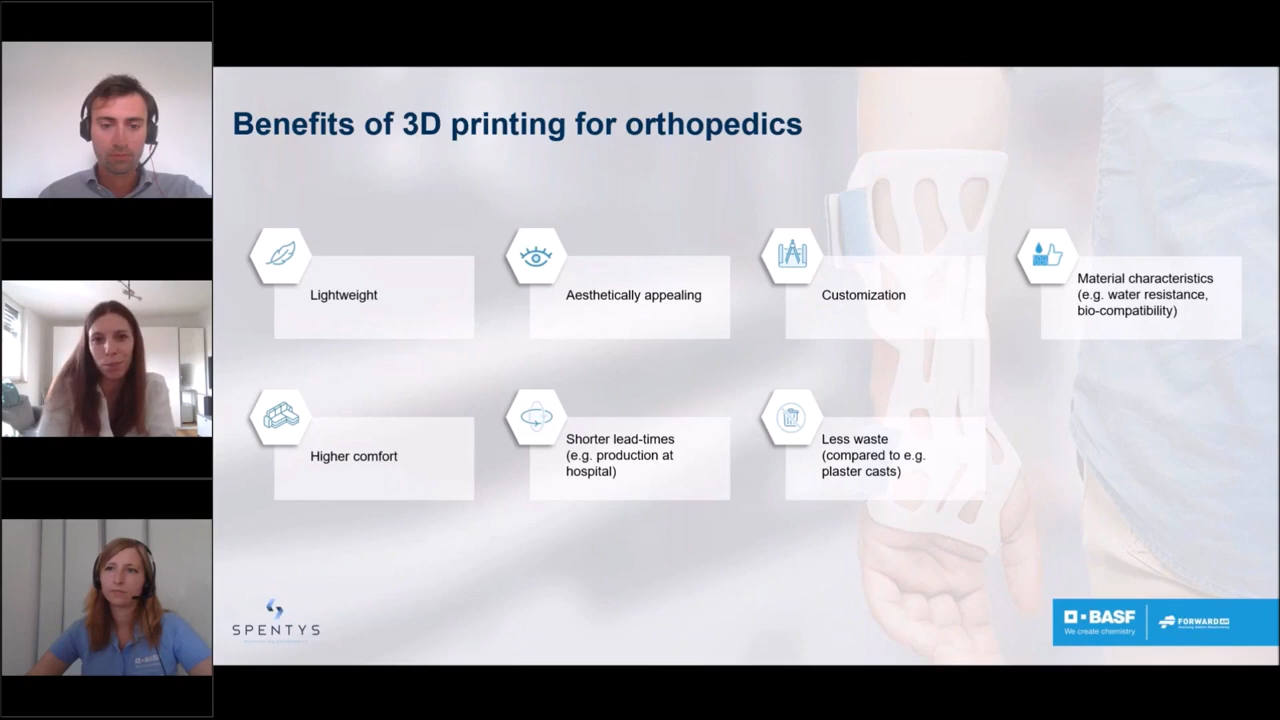 Benefits of 3D printing for orthopedics
Lightweight
Aesthetically appealing
Customization
Material characteristics
(e.g. water resistance,
bio-compatibility)
Higher comfort
Shorter lead-times
(e.g. production at
hospital)
Less waste
(compared to e.g.
plaster casts)
SPENTYS
BASF
We create chemistry
FORWARD AM
BASF